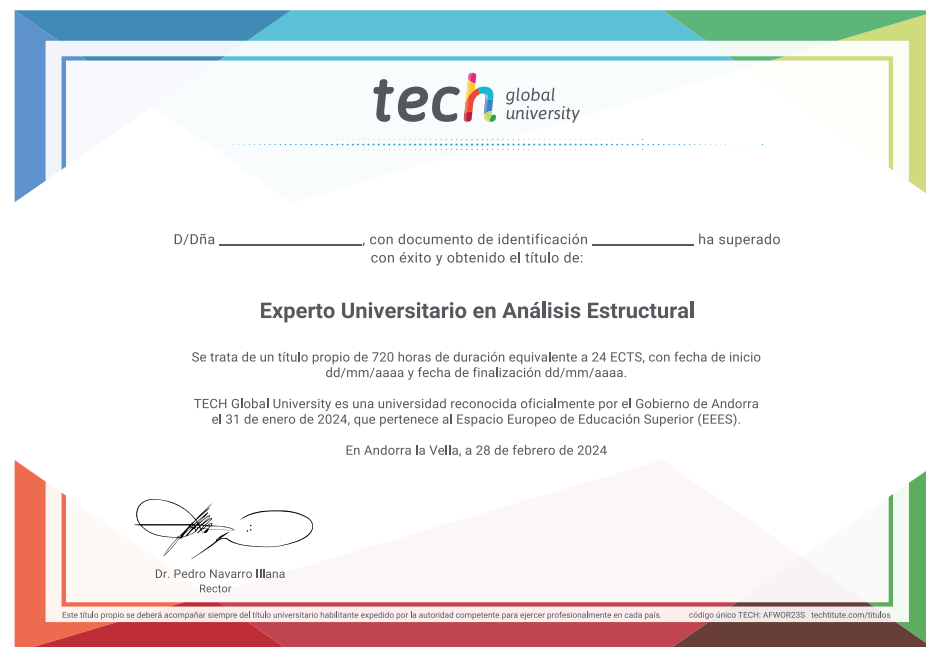 tech global university
D/Dña ____________, con documento de identificación ____________ ha superado
con éxito y obtenido el título de:
Experto Universitario en Análisis Estructural
Se trata de un título propio de 720 horas de duración equivalente a 24 ECTS, con fecha de inicio
dd/mm/aaaa y fecha de finalización dd/mm/aaaa.
TECH Global University es una universidad reconocida oficialmente por el Gobierno de Andorra
el 31 de enero de 2024, que pertenece al Espacio Europeo de Educación Superior (EEES).
En Andorra la Vella, a 28 de febrero de 2024
Dr. Pedro Navarro Illana
Rector
Este título propio se deberá acompañar siempre del título universitario habilitante expedido por la autoridad competente para ejercer profesionalmente en cada país. código único TECH: AFWOR23S techtitute.com/titulos